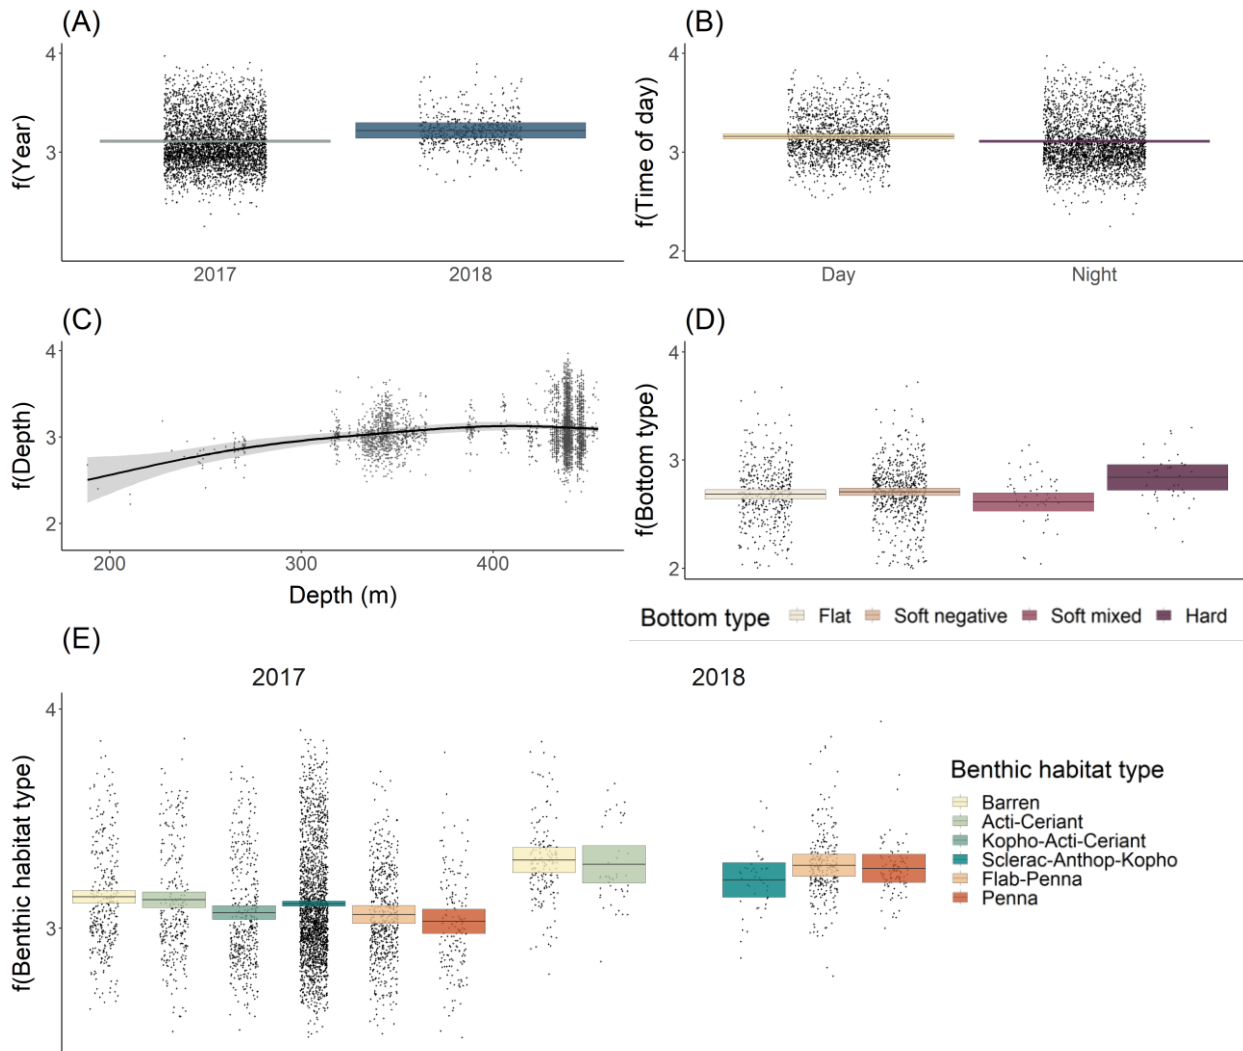 (A)
4
3
f(Year)
2017 2018
(B)
4
3
2
f(Time of day)
Day Night
(C)
4
3
2
f(Depth)
200 300 400
Depth (m)
(D)
4
3
2
f(Bottom type)
Bottom type Flat Soft negative Soft mixed Hard
(E)
2017 2018
4
3
f(Benthic habitat type)
Benthic habitat type
Barren
Acti-Ceriant
Kopho-Acti-Ceriant
Sclerac-Anthop-Kopho
Flab-Penna
Penna